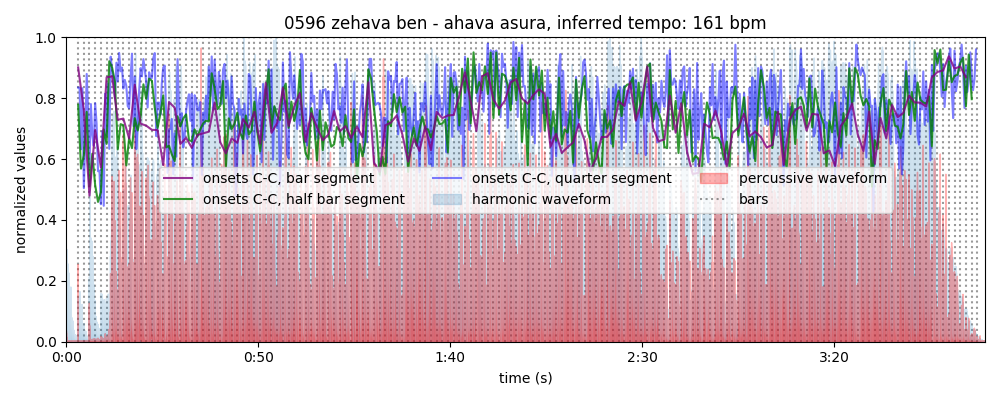 0596 zehava ben - ahava asura, inferred tempo: 161 bpm
normalized values
1.0
0.8
0.6
0.4
0.2
0.0
onsets C-C, bar segment
onsets C-C, half bar segment
onsets C-C, quarter segment
harmonic waveform
percussive waveform
bars
0:00 0:50 1:40 2:30 3:20
time (s)